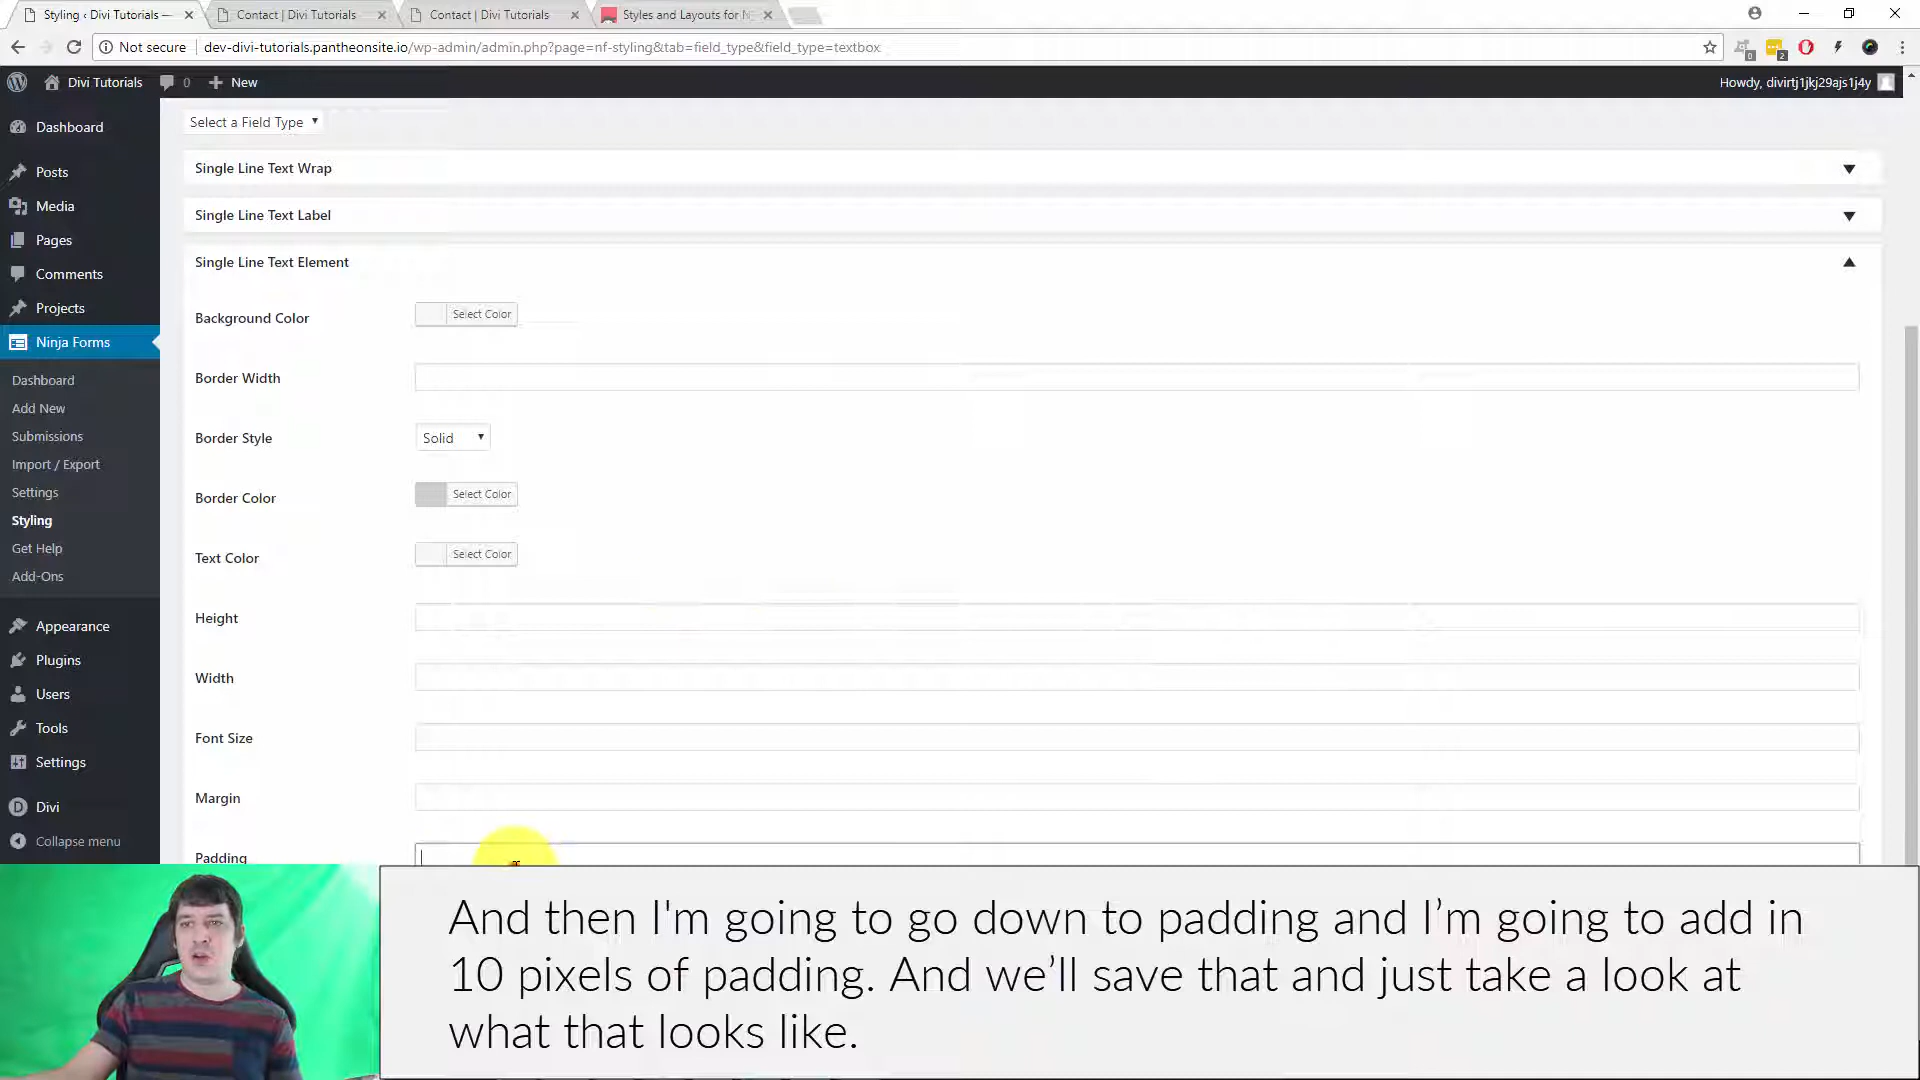 Styling ‹ Divi Tutorials —
Contact | Divi Tutorials
Contact | Divi Tutorials
Styles and Layouts for N
Not secure
dev-divi-tutorials.pantheonsite.io/wp-admin/admin.php?page=nf-styling&tab=field_type&field_type=textbox
0
2
Divi Tutorials
0
New
Howdy, divirtj1jkj29ajs1j4y
Dashboard
Posts
Media
Pages
Comments
Projects
Ninja Forms
Dashboard
Add New
Submissions
Import / Export
Settings
Styling
Get Help
Add-Ons
Appearance
Plugins
Users
Tools
Settings
Divi
Collapse menu
Select a Field Type
Single Line Text Wrap
Single Line Text Label
Single Line Text Element
Background Color
Select Color
Border Width
Border Style
Solid
Border Color
Select Color
Text Color
Select Color
Height
Width
Font Size
Margin
Padding
And then I'm going to go down to padding and I’m going to add in
10 pixels of padding. And we’ll save that and just take a look at
what that looks like.